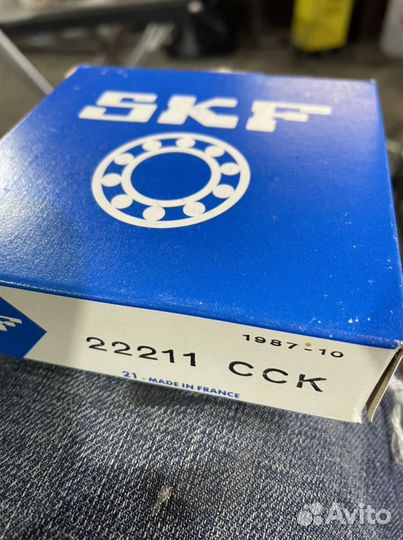 SKF
1987-10
22211 CCK
21 - MADE IN FRANCE
Avito